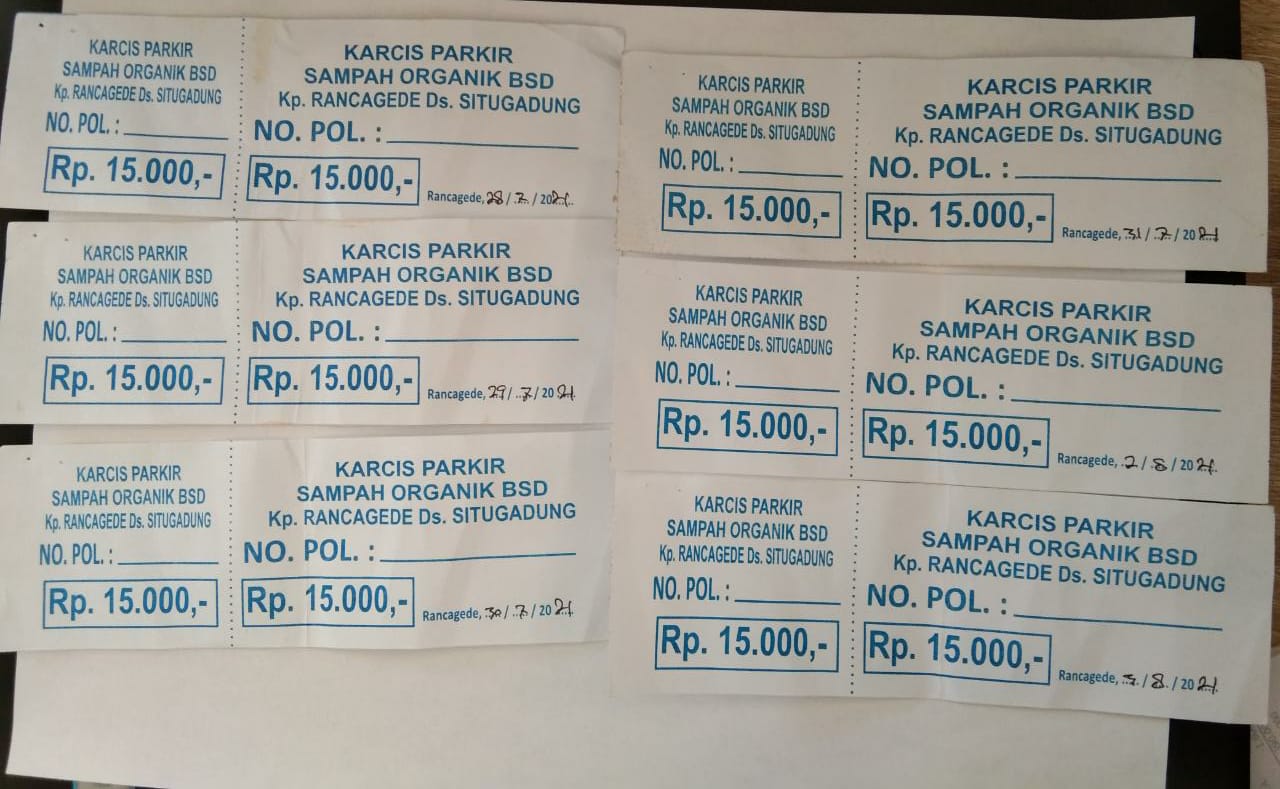 KARCIS PARKIR
SAMPAH ORGANIK BSD
Kp. RANCAGEDE Ds. SITUGADUNG
NO. POL. :
Rp. 15.000,-
KARCIS PARKIR
SAMPAH ORGANIK BSD
Kp. RANCAGEDE Ds. SITUGADUNG
NO. POL. :
Rp. 15.000,-
Rancagede, 28 / 7 / 2021
KARCIS PARKIR
SAMPAH ORGANIK BSD
Kp. RANCAGEDE Ds. SITUGADUNG
NO. POL. :
Rp. 15.000,-
KARCIS PARKIR
SAMPAH ORGANIK BSD
Kp. RANCAGEDE Ds. SITUGADUNG
NO. POL. :
Rp. 15.000,-
Rancagede, 29 / 7 / 2021
KARCIS PARKIR
SAMPAH ORGANIK BSD
Kp. RANCAGEDE Ds. SITUGADUNG
NO. POL. :
Rp. 15.000,-
KARCIS PARKIR
SAMPAH ORGANIK BSD
Kp. RANCAGEDE Ds. SITUGADUNG
NO. POL. :
Rp. 15.000,-
Rancagede, 30 / 7 / 2021
KARCIS PARKIR
SAMPAH ORGANIK BSD
Kp. RANCAGEDE Ds. SITUGADUNG
NO. POL. :
Rp. 15.000,-
KARCIS PARKIR
SAMPAH ORGANIK BSD
Kp. RANCAGEDE Ds. SITUGADUNG
NO. POL. :
Rp. 15.000,-
Rancagede, 31 / 7 / 2021
KARCIS PARKIR
SAMPAH ORGANIK BSD
Kp. RANCAGEDE Ds. SITUGADUNG
NO. POL. :
Rp. 15.000,-
KARCIS PARKIR
SAMPAH ORGANIK BSD
Kp. RANCAGEDE Ds. SITUGADUNG
NO. POL. :
Rp. 15.000,-
Rancagede, 2 / 8 / 2021
KARCIS PARKIR
SAMPAH ORGANIK BSD
Kp. RANCAGEDE Ds. SITUGADUNG
NO. POL. :
Rp. 15.000,-
KARCIS PARKIR
SAMPAH ORGANIK BSD
Kp. RANCAGEDE Ds. SITUGADUNG
NO. POL. :
Rp. 15.000,-
Rancagede, / 8 / 2021